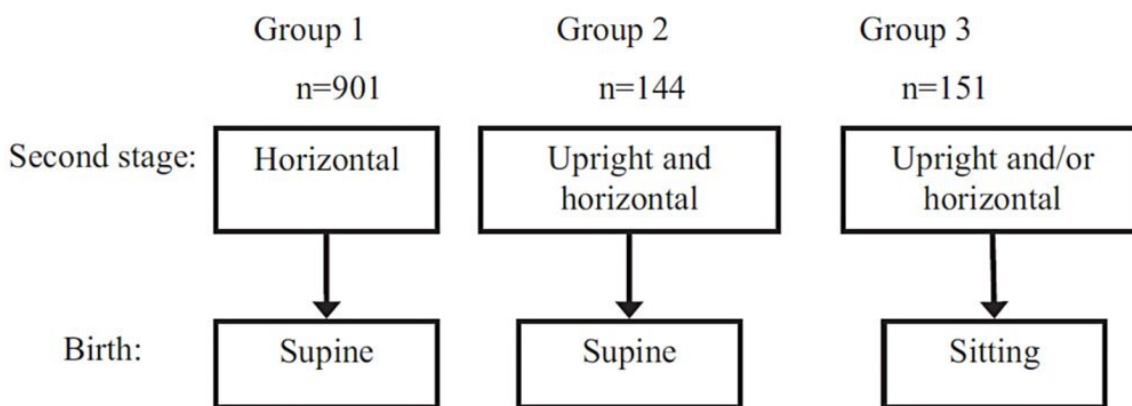 Group 1 Group 2 Group 3
n=901 n=144 n=151
Second stage: Horizontal Upright and horizontal Upright and/or horizontal
Birth: Supine Supine Sitting